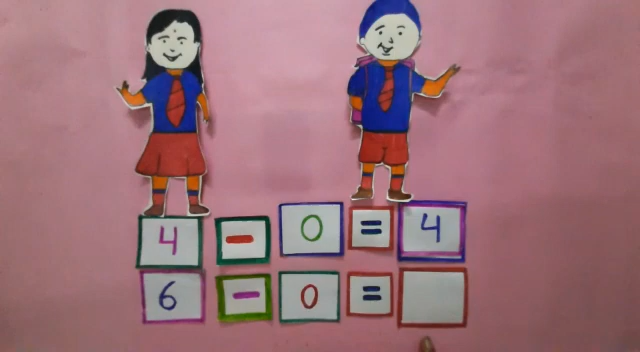 4 - 0 = 4
6 - 0 =